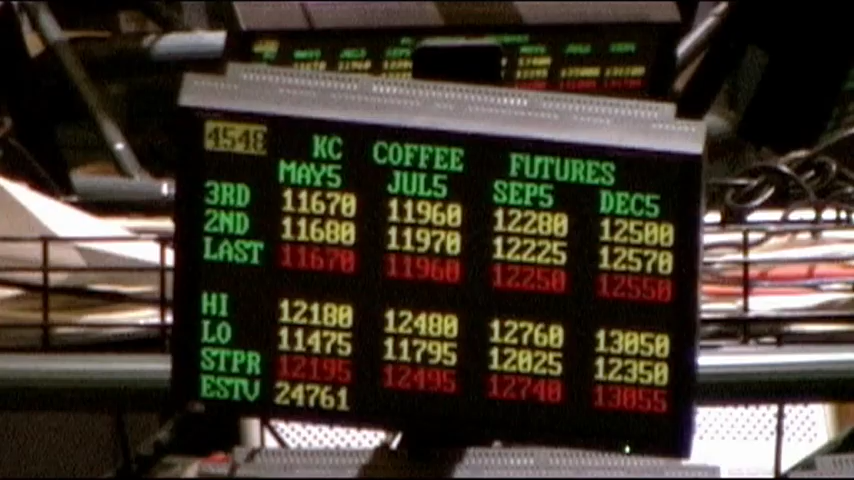 4548 KC COFFEE FUTURES
MAY5 JUL5 SEP5 DEC5
3RD 11670 11960 12280 12500
2ND 11680 11970 12225 12570
LAST 11670 11960 12250 12550
HI 12180 12480 12760 13050
LO 11475 11795 12025 12350
STPR 12195 12495 12740 13055
ESTV 24761